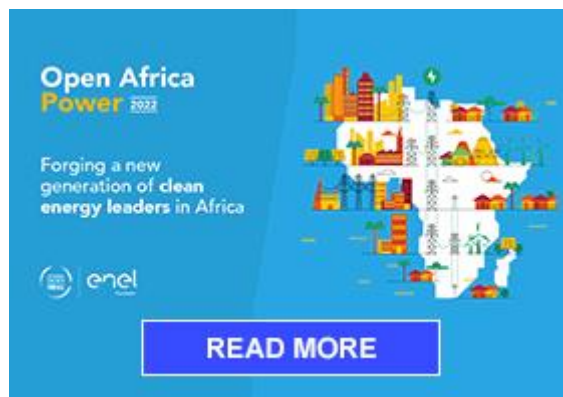 Open Africa
Power 2022
Forging a new
generation of clean
energy leaders in Africa
enel
READ MORE